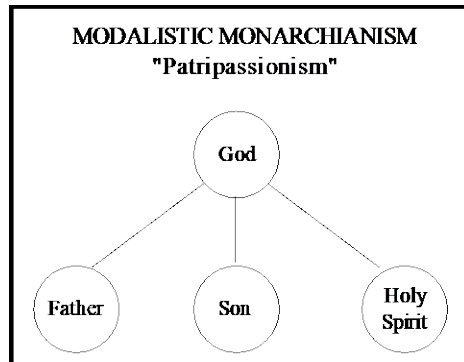 MODALISTIC MONARCHIANISM
"Patripassionism"
God
Father
Son
Holy
Spirit